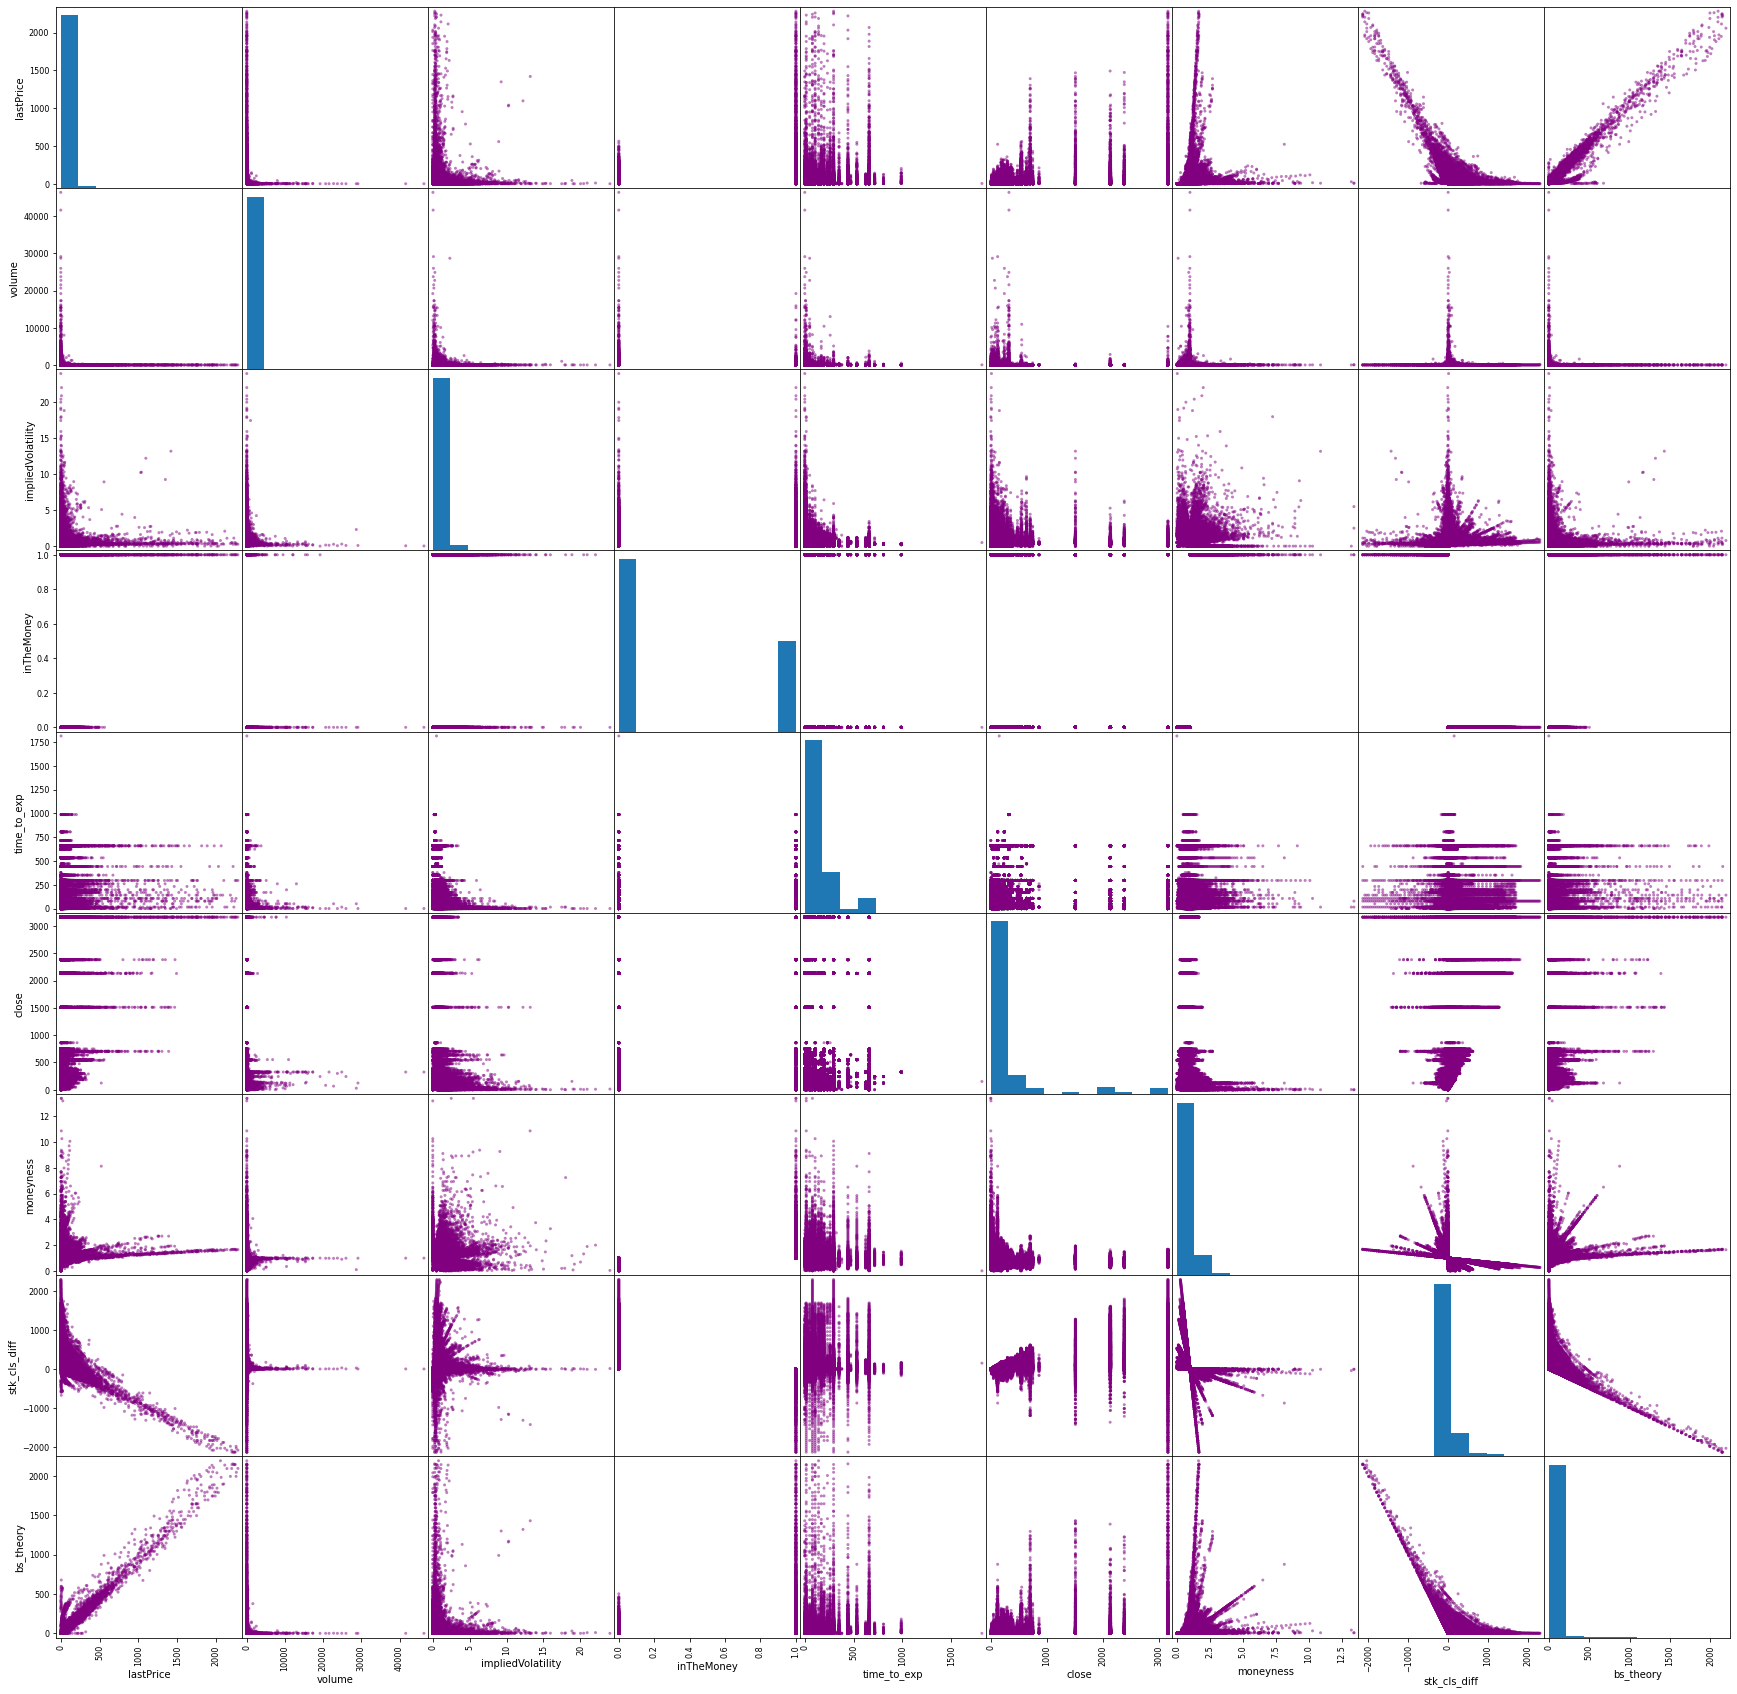 2000
1500
1000
500
0
lastPrice
40000
30000
20000
10000
0
volume
20
15
10
5
0
impliedVolatility
1.0
0.8
0.6
0.4
0.2
0.0
inTheMoney
1750
1500
1250
1000
750
500
250
0
time_to_exp
3000
2500
2000
1500
1000
500
0
close
12
10
8
6
4
2
0
moneyness
2000
1000
0
−1000
−2000
stk_cls_diff
2000
1500
1000
500
0
bs_theory
0 500 1000 1500 2000
lastPrice
0 10000 20000 30000 40000
volume
0 5 10 15 20
impliedVolatility
0.0 0.2 0.4 0.6 0.8 1.0
inTheMoney
0 500 1000 1500
time_to_exp
0 1000 2000 3000
close
0.0 2.5 5.0 7.5 10.0 12.5
moneyness
−2000 −1000 0 1000 2000
stk_cls_diff
0 500 1000 1500 2000
bs_theory